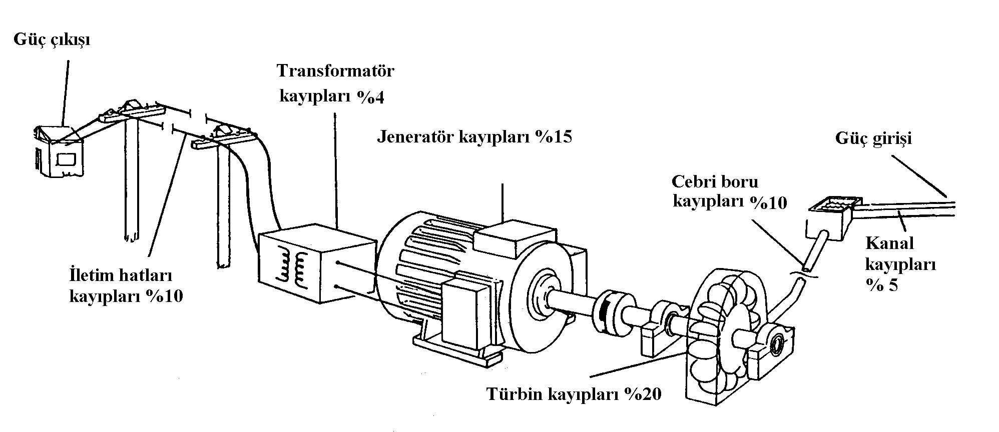 Güç çıkışı
Transformatör
kayıpları %4
Jeneratör kayıpları %15
Güç girişi
Cebri boru
kayıpları %10
Kanal
kayıpları
% 5
İletim hatları
kayıpları %10
Türbin kayıpları %20